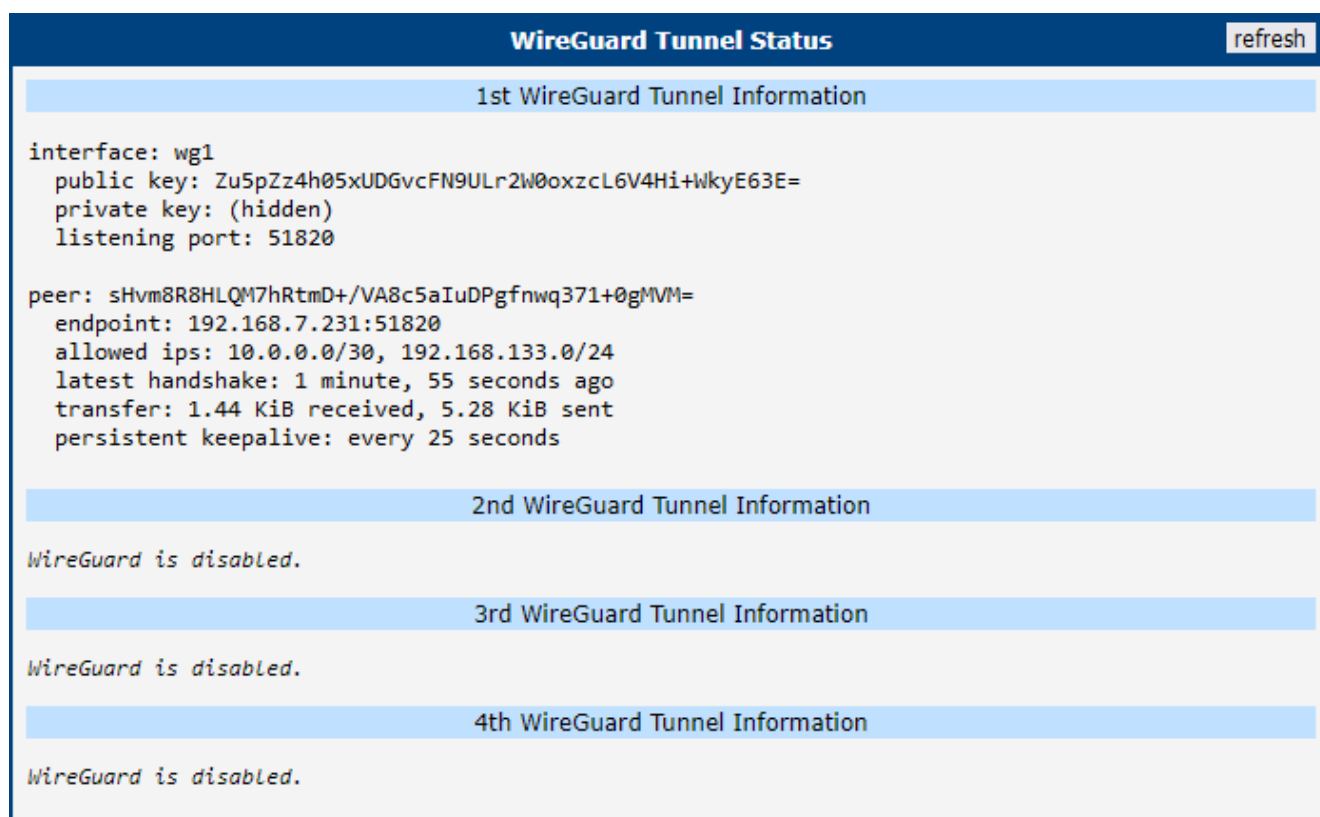 WireGuard Tunnel Status
refresh
1st WireGuard Tunnel Information
interface: wg1
public key: Zu5pZz4h05xUDGvcFN9ULr2W0oxzcL6V4Hi+WkyE63E=
private key: (hidden)
listening port: 51820
peer: sHvm8R8HLQM7hRtmD+/VA8c5aIuDPgfnwq371+0gMVM=
endpoint: 192.168.7.231:51820
allowed ips: 10.0.0.0/30, 192.168.133.0/24
latest handshake: 1 minute, 55 seconds ago
transfer: 1.44 KiB received, 5.28 KiB sent
persistent keepalive: every 25 seconds
2nd WireGuard Tunnel Information
WireGuard is disabled.
3rd WireGuard Tunnel Information
WireGuard is disabled.
4th WireGuard Tunnel Information
WireGuard is disabled.